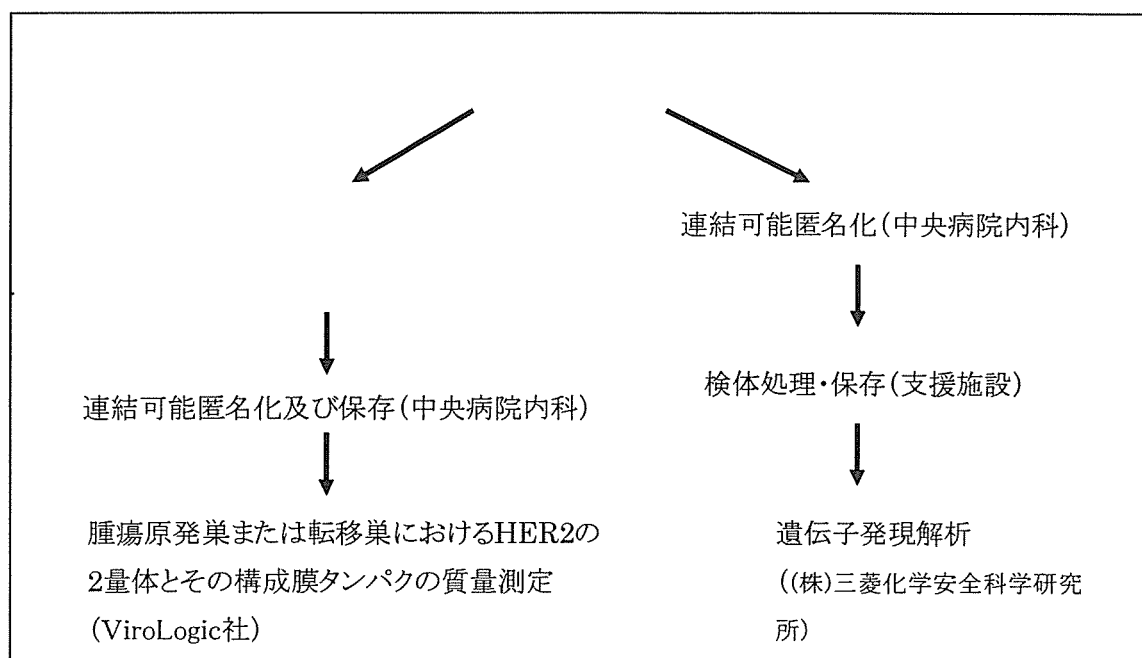 連結可能匿名化(中央病院内科)
検体処理・保存(支援施設)
連結可能匿名化及び保存(中央病院内科)
腫瘍原発巣または転移巣におけるHER2の
2量体とその構成膜タンパクの質量測定
(ViroLogic社)
遺伝子発現解析
((株)三菱化学安全科学研究
所)